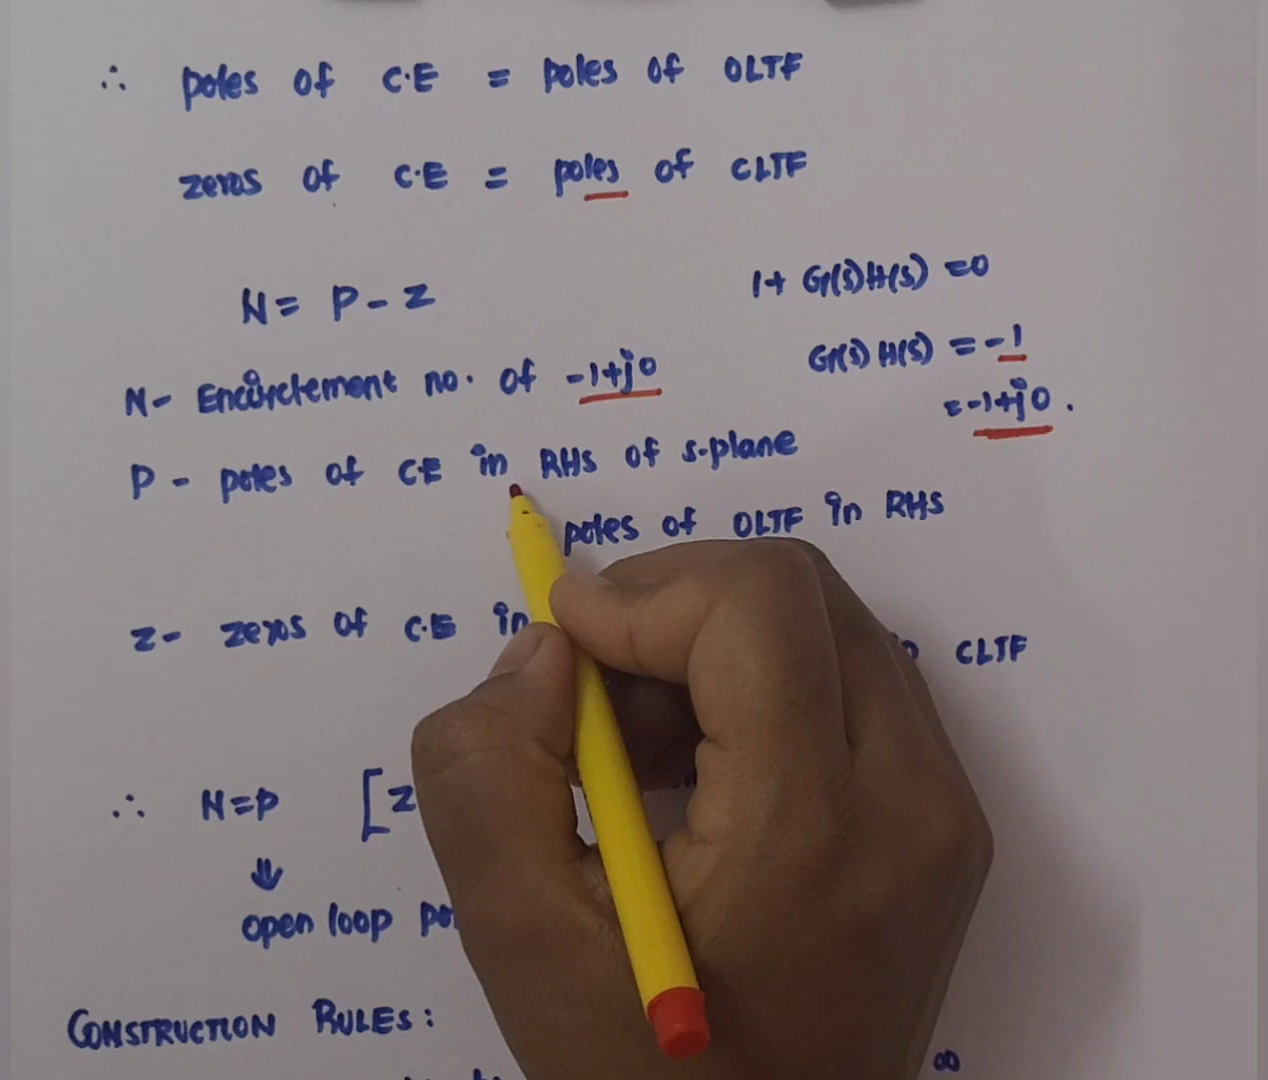 ∴ poles of C.E = poles of OLTF
zeros of C.E = poles of CLTF
N = P - Z
1 + G(s)H(s) = 0
G(s) H(s) = -1
= -1+j0 .
N - Encirclement no. of -1+j0
P - poles of CE in RHS of s-plane
poles of OLTF in RHS
Z - zeros of C.E in
CLTF
∴ N=P [Z
⇓
open loop
CONSTRUCTION RULES:
∞